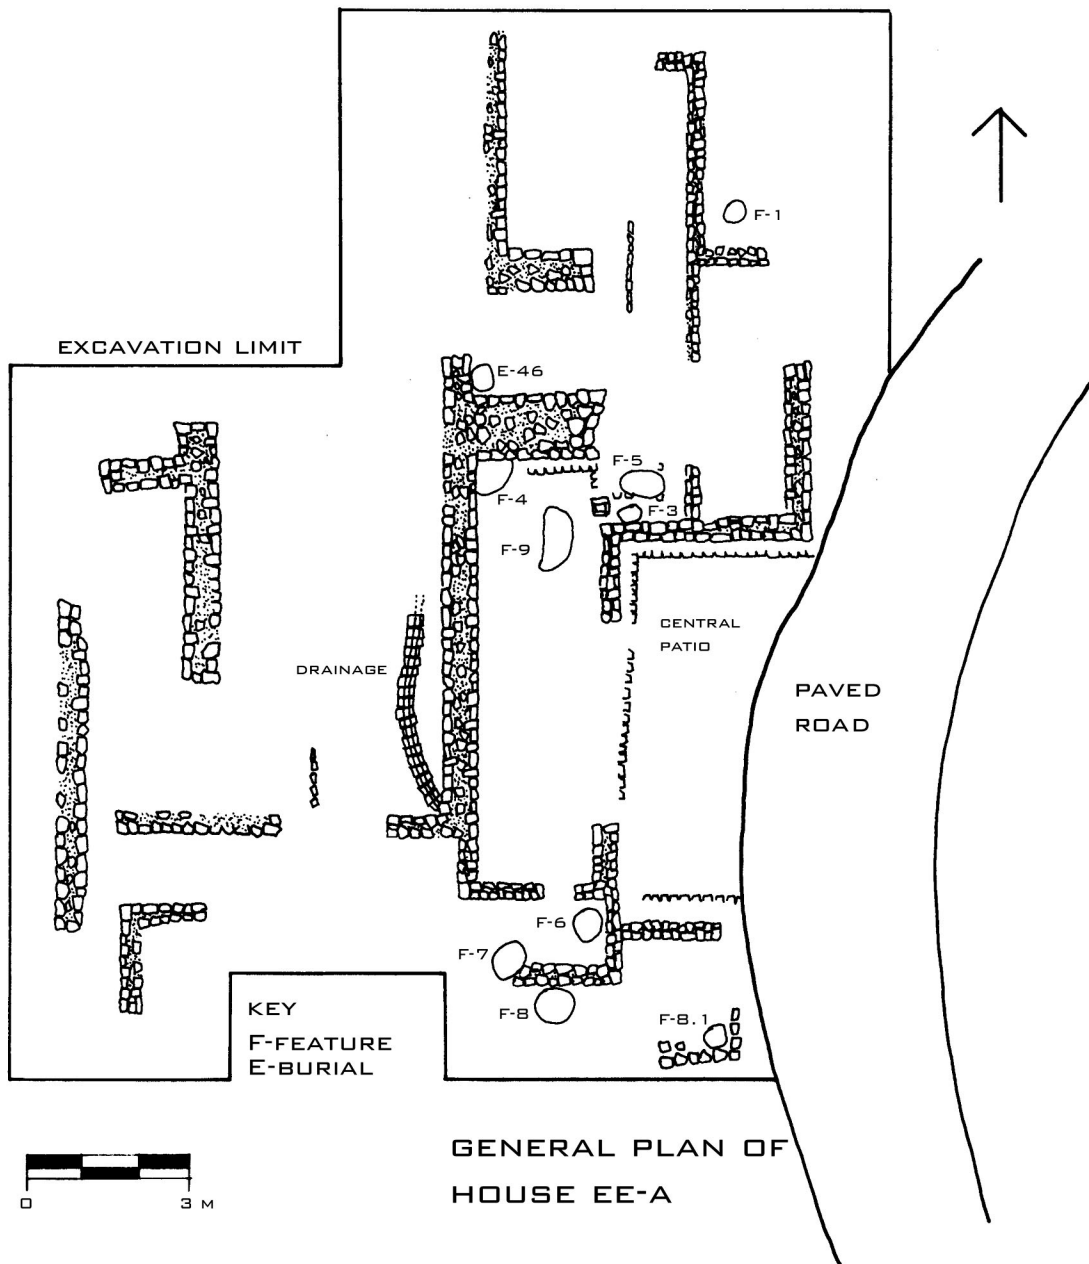 F-1
EXCAVATION LIMIT
E-46
F-5
F-4
F-3
F-9
CENTRAL
PATIO
DRAINAGE
PAVED
ROAD
F-6
F-7
F-8
F-8.1
KEY
F-FEATURE
E-BURIAL
GENERAL PLAN OF
HOUSE EE-A
0 3 M